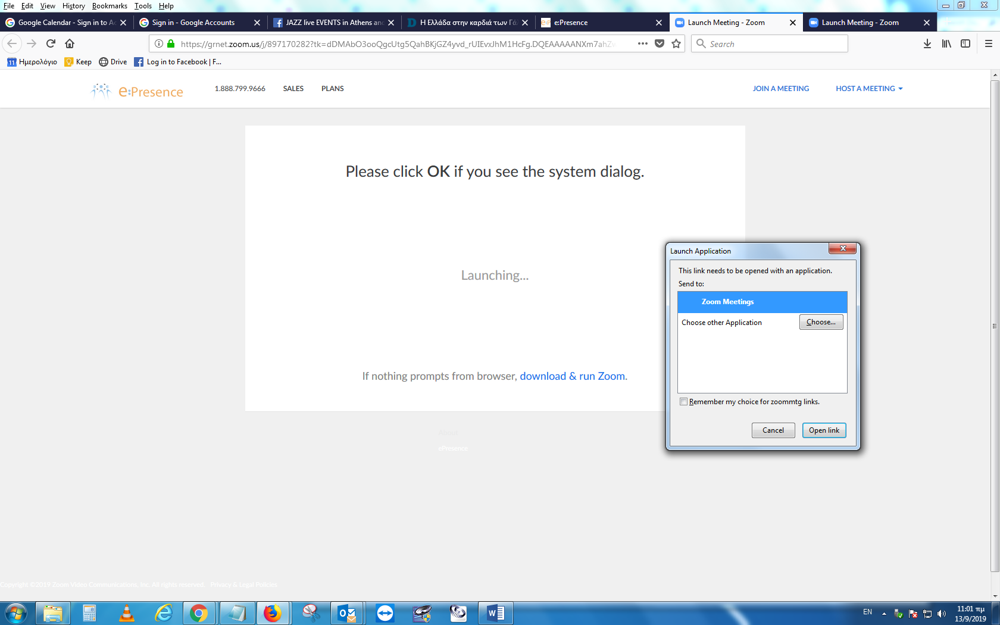 File Edit View History Bookmarks Tools Help
Google Calendar - Sign in to Ac
Sign in - Google Accounts
JAZZ live EVENTS in Athens and
Η Ελλάδα στην καρδιά των Γάλ
e:Presence
Launch Meeting - Zoom
Launch Meeting - Zoom
https://grnet.zoom.us/j/897170282?tk=dDMAbO3ooQgcUtg5QahBKjGZ4yvd_rUIEvxJhM1HcFg.DQEAAAAANXm7ahZw
Search
11 Ημερολόγιο Keep Drive Log in to Facebook | F...
e:Presence
1.888.799.9666 SALES PLANS
JOIN A MEETING HOST A MEETING
Please click OK if you see the system dialog.
Launching...
If nothing prompts from browser, download & run Zoom.
Launch Application
This link needs to be opened with an application.
Send to:
Zoom Meetings
Choose other Application Choose...
Remember my choice for zoommtg links.
Cancel Open link
About
ePresence
Copyright ©2019 Zoom Video Communications, Inc. All rights reserved. Privacy & Legal Policies
EN
11:01 πμ
13/9/2019